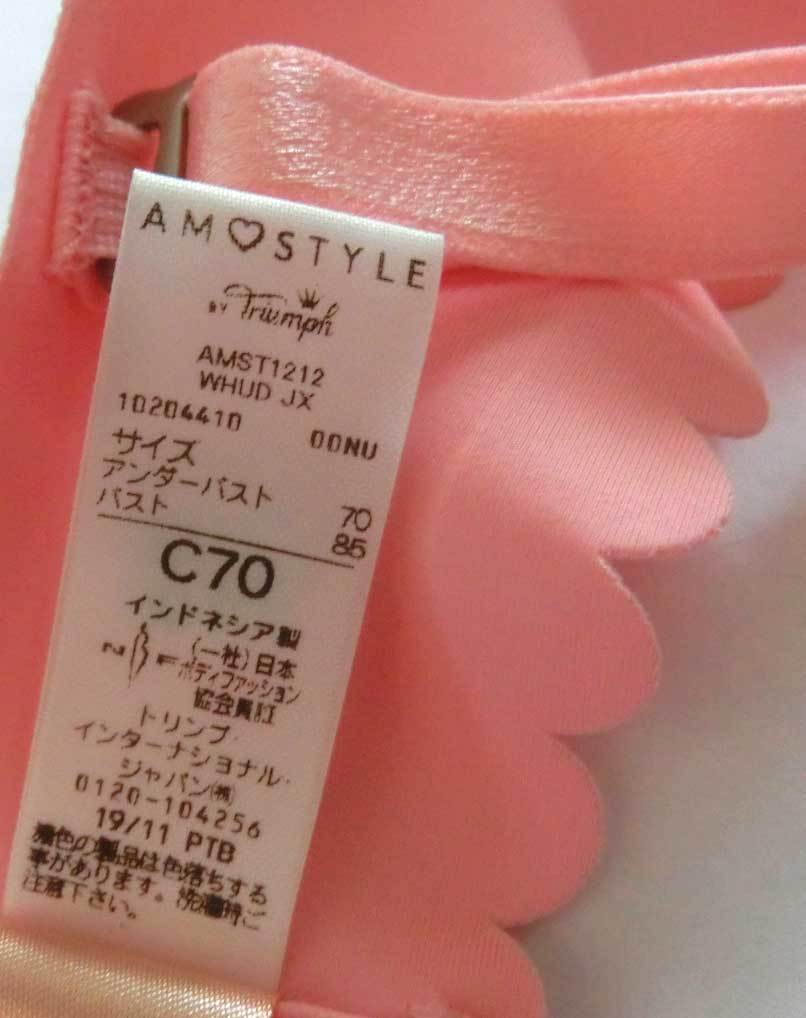 AM♡STYLE
BY Triumph
AMST1212
WHUD JX
10204410 00NU
サイズ
アンダーバスト 70
バスト 85
C70
インドネシア製
(一社)日本
ボディファッション
協会員証
トリンプ・
インターナショナル・
ジャパン㈱
0120-104256
19/11 PTB
濃色の製品は色落ちする
事があります。洗濯時ご
注意下さい。